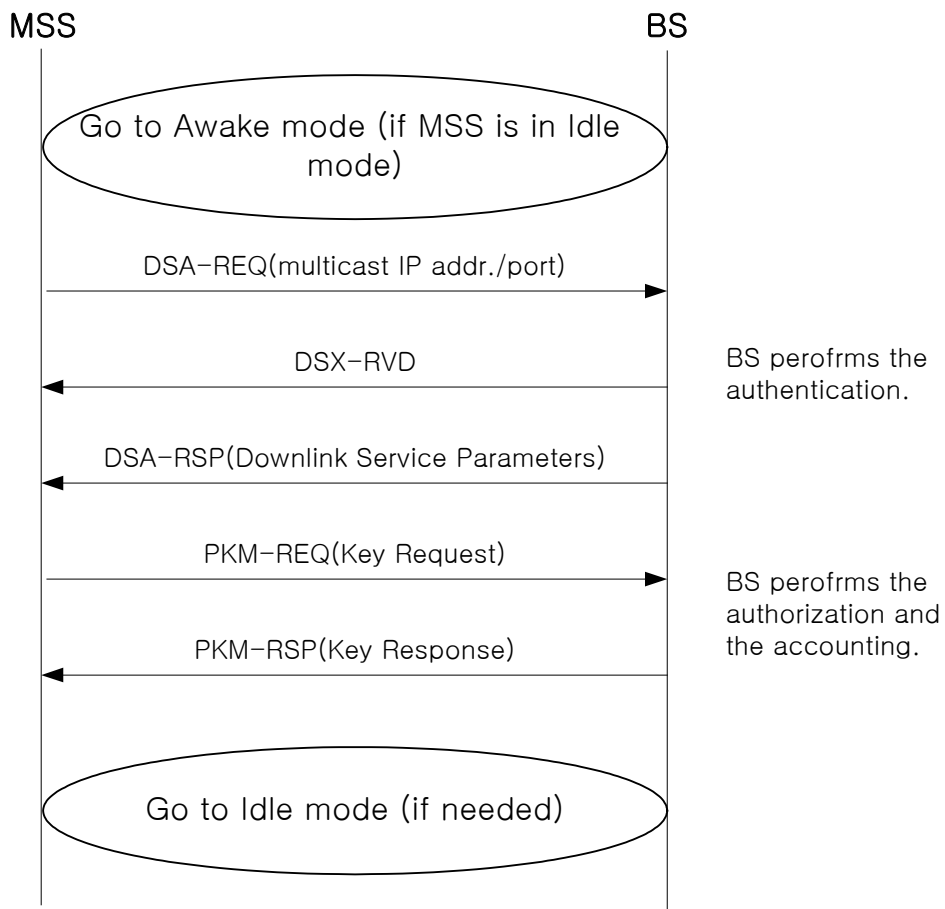 MSS
BS
Go to Awake mode (if MSS is in Idle
mode)
DSA-REQ(multicast IP addr./port)
DSX-RVD
BS perofrms the
authentication.
DSA-RSP(Downlink Service Parameters)
PKM-REQ(Key Request)
BS perofrms the
authorization and
the accounting.
PKM-RSP(Key Response)
Go to Idle mode (if needed)